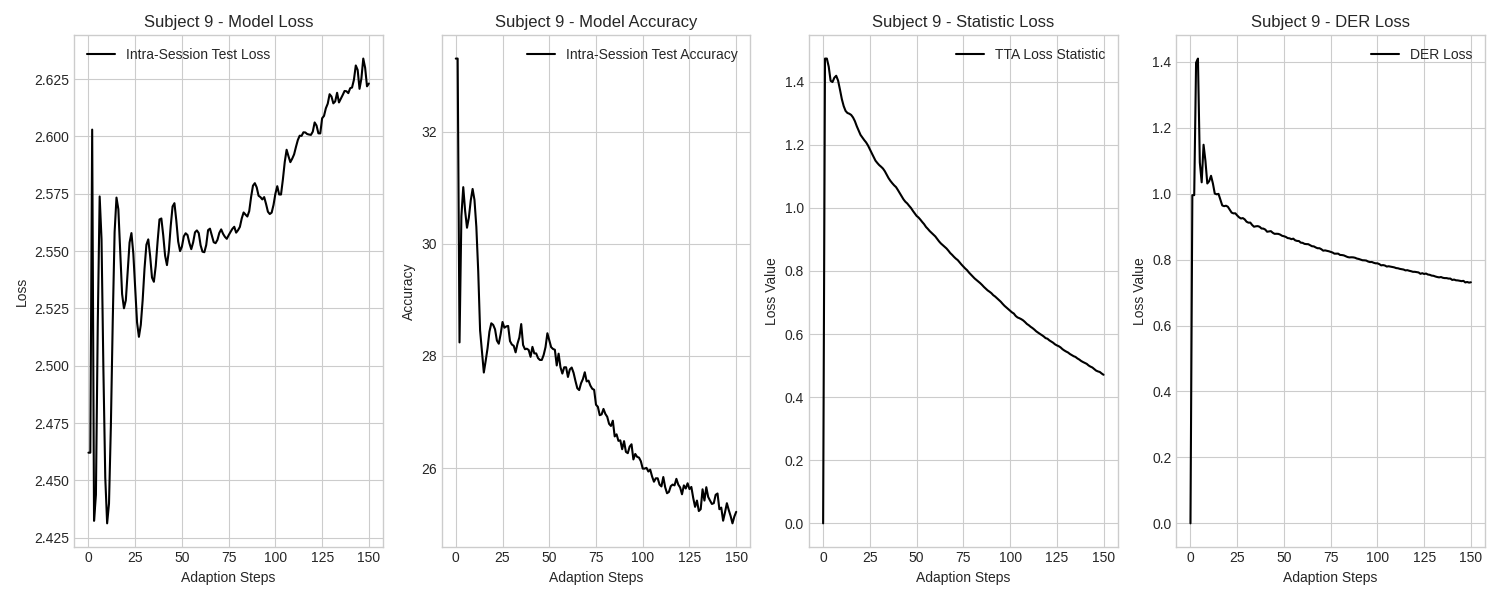 Subject 9 - Model Loss
Intra-Session Test Loss
2.625
2.600
2.575
2.550
2.525
2.500
2.475
2.450
2.425
Loss
0 25 50 75 100 125 150
Adaption Steps
Subject 9 - Model Accuracy
Intra-Session Test Accuracy
32
30
28
26
Accuracy
0 25 50 75 100 125 150
Adaption Steps
Subject 9 - Statistic Loss
TTA Loss Statistic
1.4
1.2
1.0
0.8
0.6
0.4
0.2
0.0
Loss Value
0 25 50 75 100 125 150
Adaption Steps
Subject 9 - DER Loss
DER Loss
1.4
1.2
1.0
0.8
0.6
0.4
0.2
0.0
Loss Value
0 25 50 75 100 125 150
Adaption Steps